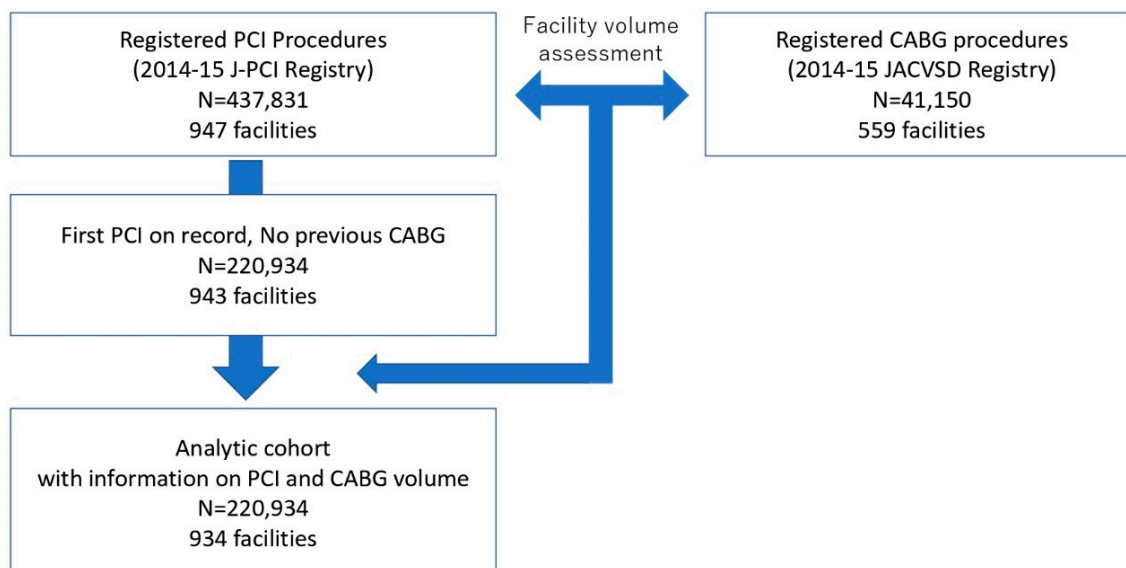 Registered PCI Procedures
(2014-15 J-PCI Registry)
N=437,831
947 facilities
Facility volume
assessment
Registered CABG procedures
(2014-15 JACVSD Registry)
N=41,150
559 facilities
First PCI on record, No previous CABG
N=220,934
943 facilities
Analytic cohort
with information on PCI and CABG volume
N=220,934
934 facilities